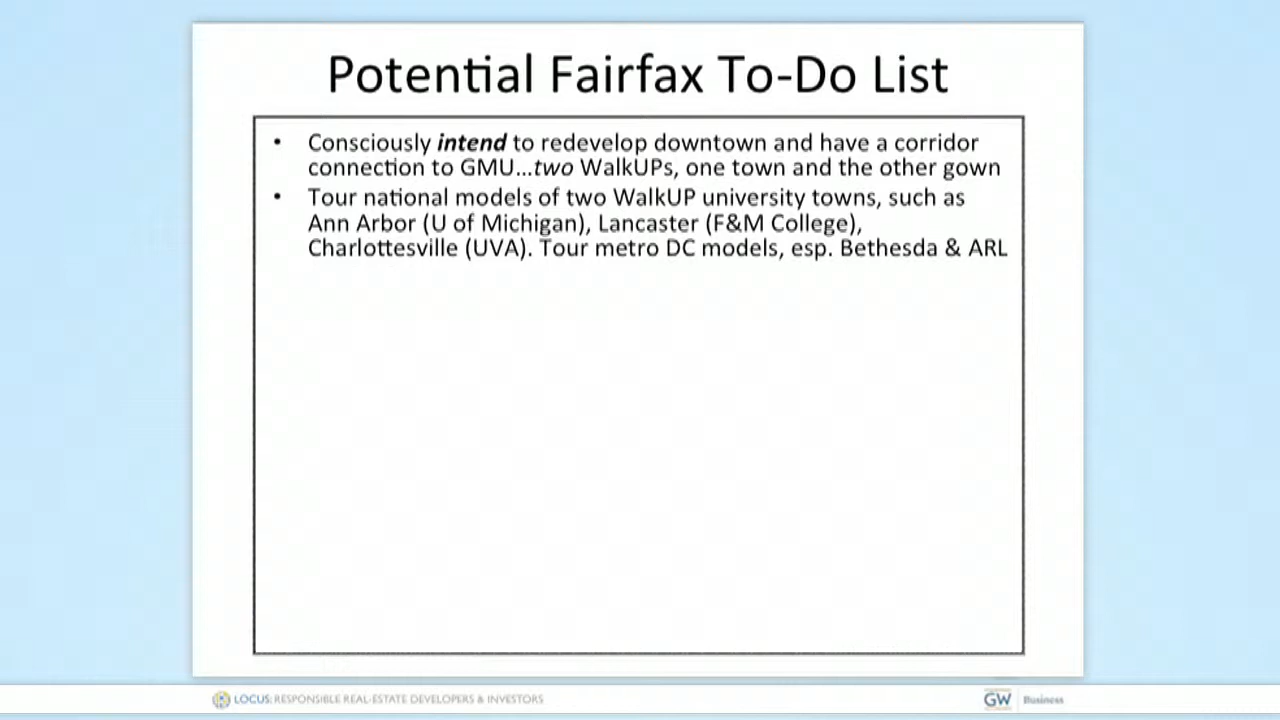 Potential Fairfax To-Do List
• Consciously intend to redevelop downtown and have a corridor
connection to GMU...two WalkUPs, one town and the other gown
• Tour national models of two WalkUP university towns, such as
Ann Arbor (U of Michigan), Lancaster (F&M College),
Charlottesville (UVA). Tour metro DC models, esp. Bethesda & ARL
LOCUS: RESPONSIBLE REAL-ESTATE DEVELOPERS & INVESTORS
GW Business